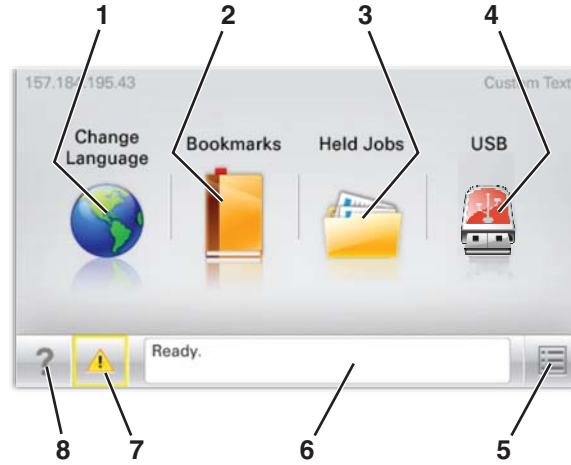 1 2 3 4
157.184.195.43 Custom Text
Change
Language
Bookmarks Held Jobs USB
? Ready.
8 7 6 5